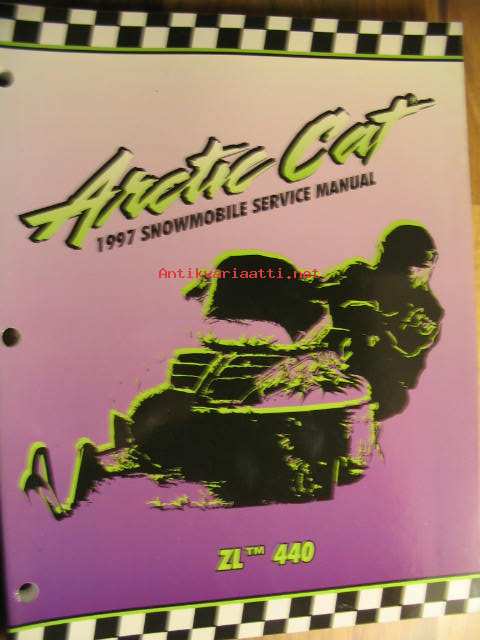 Arctic Cat®
1997 SNOWMOBILE SERVICE MANUAL
Antikvariaatti.net
ZL™ 440